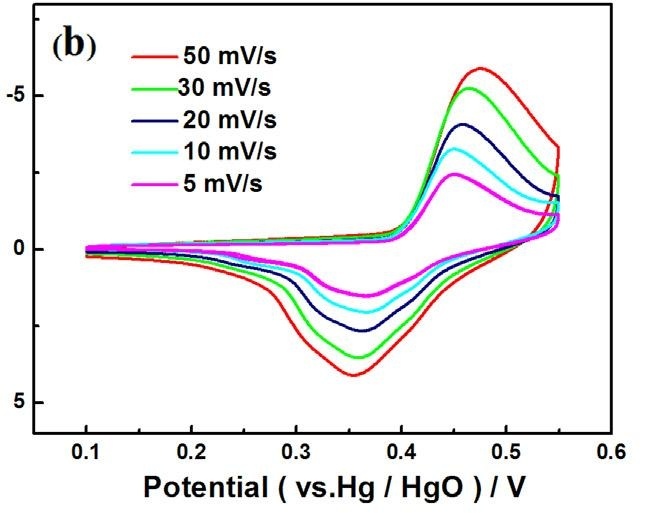 (b)
50 mV/s
30 mV/s
20 mV/s
10 mV/s
5 mV/s
-5
0
5
0.1 0.2 0.3 0.4 0.5 0.6
Potential ( vs.Hg / HgO ) / V